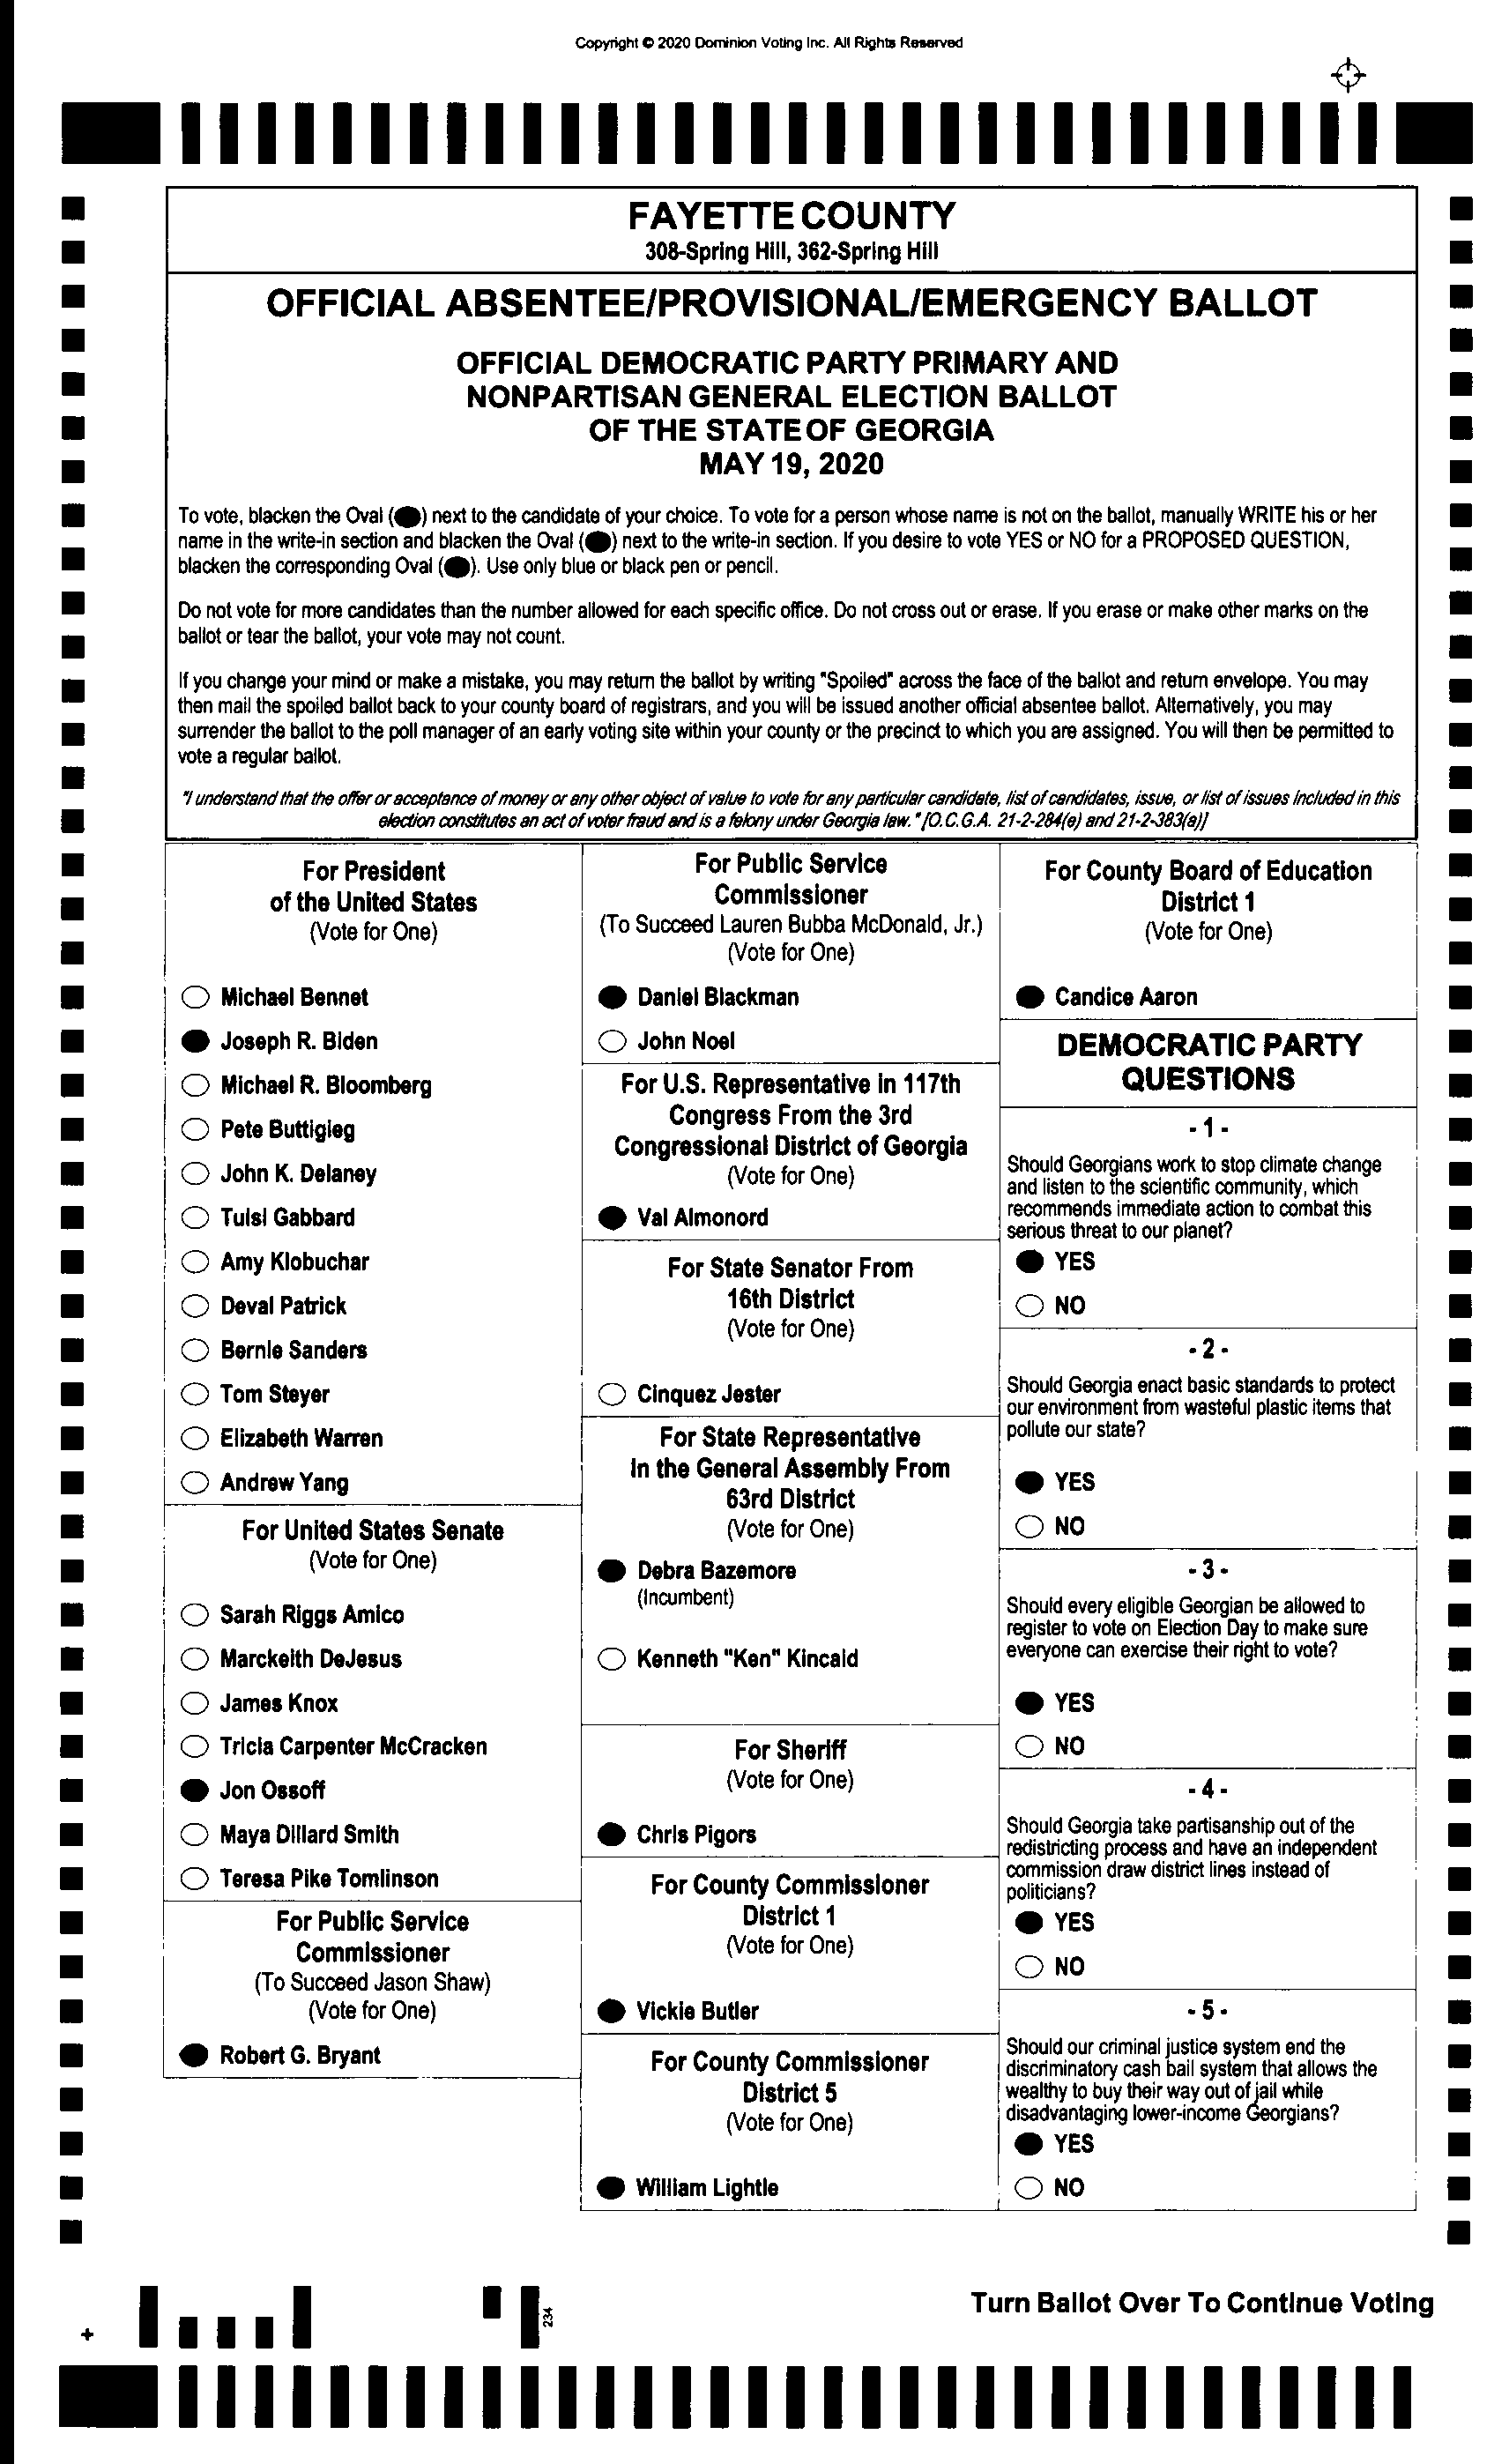 Copyright © 2020 Dominion Voting Inc. All Rights Reserved
FAYETTE COUNTY
308-Spring Hill, 362-Spring Hill
OFFICIAL ABSENTEE/PROVISIONAL/EMERGENCY BALLOT
OFFICIAL DEMOCRATIC PARTY PRIMARY AND
NONPARTISAN GENERAL ELECTION BALLOT
OF THE STATE OF GEORGIA
MAY 19, 2020
To vote, blacken the Oval (⬬) next to the candidate of your choice. To vote for a person whose name is not on the ballot, manually WRITE his or her
name in the write-in section and blacken the Oval (⬬) next to the write-in section. If you desire to vote YES or NO for a PROPOSED QUESTION,
blacken the corresponding Oval (⬬). Use only blue or black pen or pencil.
Do not vote for more candidates than the number allowed for each specific office. Do not cross out or erase. If you erase or make other marks on the
ballot or tear the ballot, your vote may not count.
If you change your mind or make a mistake, you may return the ballot by writing "Spoiled" across the face of the ballot and return envelope. You may
then mail the spoiled ballot back to your county board of registrars, and you will be issued another official absentee ballot. Alternatively, you may
surrender the ballot to the poll manager of an early voting site within your county or the precinct to which you are assigned. You will then be permitted to
vote a regular ballot.
"I understand that the offer or acceptance of money or any other object of value to vote for any particular candidate, list of candidates, issue, or list of issues included in this
election constitutes an act of voter fraud and is a felony under Georgia law." [O.C.G.A. 21-2-284(e) and 21-2-383(a)]
For President
of the United States
(Vote for One)
Michael Bennet
Joseph R. Biden
Michael R. Bloomberg
Pete Buttigieg
John K. Delaney
Tulsi Gabbard
Amy Klobuchar
Deval Patrick
Bernie Sanders
Tom Steyer
Elizabeth Warren
Andrew Yang
For United States Senate
(Vote for One)
Sarah Riggs Amico
Marckeith DeJesus
James Knox
Tricia Carpenter McCracken
Jon Ossoff
Maya Dillard Smith
Teresa Pike Tomlinson
For Public Service
Commissioner
(To Succeed Jason Shaw)
(Vote for One)
Robert G. Bryant
For Public Service
Commissioner
(To Succeed Lauren Bubba McDonald, Jr.)
(Vote for One)
Daniel Blackman
John Noel
For U.S. Representative in 117th
Congress From the 3rd
Congressional District of Georgia
(Vote for One)
Val Almonord
For State Senator From
16th District
(Vote for One)
Cinquez Jester
For State Representative
In the General Assembly From
63rd District
(Vote for One)
Debra Bazemore
(Incumbent)
Kenneth "Ken" Kincaid
For Sheriff
(Vote for One)
Chris Pigors
For County Commissioner
District 1
(Vote for One)
Vickie Butler
For County Commissioner
District 5
(Vote for One)
William Lightle
For County Board of Education
District 1
(Vote for One)
Candice Aaron
DEMOCRATIC PARTY
QUESTIONS
- 1 -
Should Georgians work to stop climate change
and listen to the scientific community, which
recommends immediate action to combat this
serious threat to our planet?
YES
NO
- 2 -
Should Georgia enact basic standards to protect
our environment from wasteful plastic items that
pollute our state?
YES
NO
- 3 -
Should every eligible Georgian be allowed to
register to vote on Election Day to make sure
everyone can exercise their right to vote?
YES
NO
- 4 -
Should Georgia take partisanship out of the
redistricting process and have an independent
commission draw district lines instead of
politicians?
YES
NO
- 5 -
Should our criminal justice system end the
discriminatory cash bail system that allows the
wealthy to buy their way out of jail while
disadvantaging lower-income Georgians?
YES
NO
234
Turn Ballot Over To Continue Voting